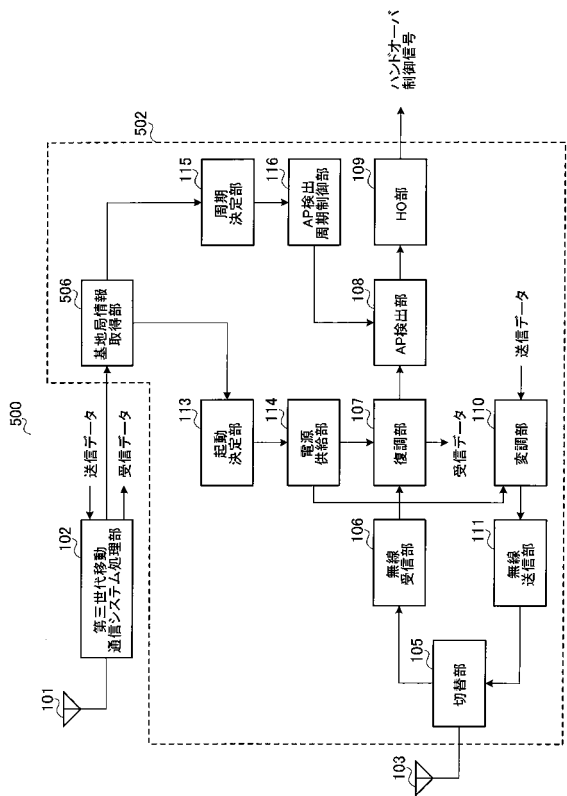 500
101
102
第三世代移動
通信システム処理部
送信データ
受信データ
506
基地局情報
取得部
502
113
起動
決定部
115
周期
決定部
114
電源
供給部
116
AP検出
周期制御部
103
105
切替部
106
無線
受信部
107
復調部
受信データ
108
AP検出部
109
HO部
ハンドオーバ
制御信号
111
無線
送信部
110
変調部
送信データ